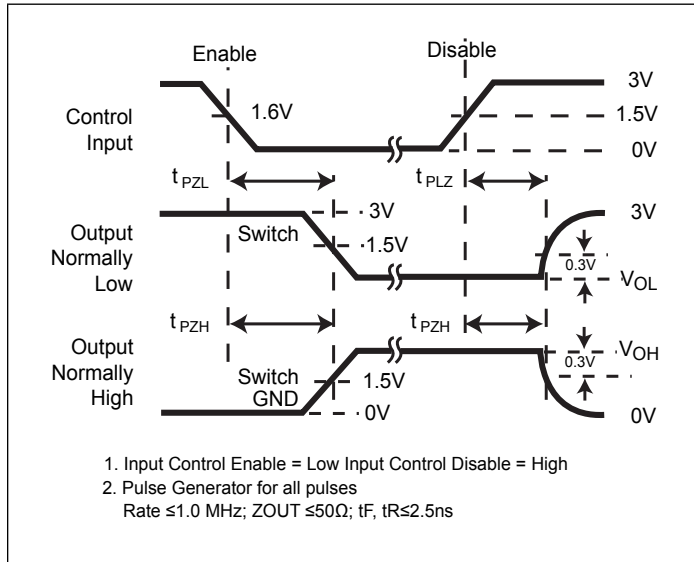 Enable
Disable
Control
Input
1.6V
3V
1.5V
0V
t PZL
t PLZ
Output
Normally
Low
Switch
3V
1.5V
3V
0.3V
VOL
t PZH
t PZH
Output
Normally
High
Switch
GND
1.5V
0V
VOH
0.3V
0V
1. Input Control Enable = Low Input Control Disable = High
2. Pulse Generator for all pulses
Rate ≤1.0 MHz; ZOUT ≤50Ω; tF, tR≤2.5ns